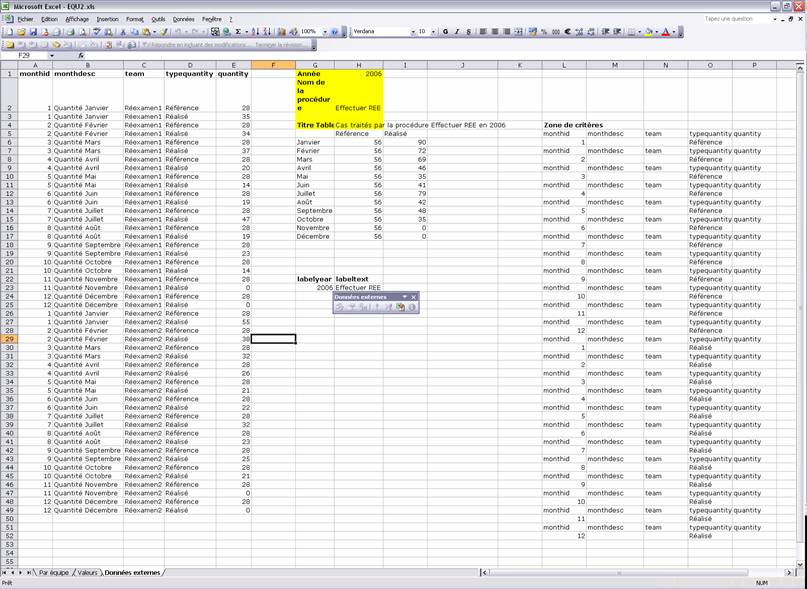 Microsoft Excel - EQU2.xls
Fichier Edition Affichage Insertion Format Outils Données Fenêtre ? Tapez une question
100% Verdana 10 G I S
Répondre en incluant des modifications... Terminer la révision...
F29 fx
A B C D E F G H I J K L M N O P
1 monthid monthdesc team typequantity quantity Année 2006
2 1 Quantité Janvier Réexamen1 Référence 28 Nom de la procédure Effectuer REE
3 1 Quantité Janvier Réexamen1 Réalisé 35
4 2 Quantité Février Réexamen1 Référence 28 Titre Table Cas traités par la procédure Effectuer REE en 2006 Zone de critères
5 2 Quantité Février Réexamen1 Réalisé 34 Référence Réalisé monthid monthdesc team typequantity quantity
6 3 Quantité Mars Réexamen1 Référence 28 Janvier 56 90 1 Référence
7 3 Quantité Mars Réexamen1 Réalisé 37 Février 56 72 monthid monthdesc team typequantity quantity
8 4 Quantité Avril Réexamen1 Référence 28 Mars 56 69 2 Référence
9 4 Quantité Avril Réexamen1 Réalisé 20 Avril 56 46 monthid monthdesc team typequantity quantity
10 5 Quantité Mai Réexamen1 Référence 28 Mai 56 35 3 Référence
11 5 Quantité Mai Réexamen1 Réalisé 14 Juin 56 41 monthid monthdesc team typequantity quantity
12 6 Quantité Juin Réexamen1 Référence 28 Juillet 56 79 4 Référence
13 6 Quantité Juin Réexamen1 Réalisé 19 Août 56 42 monthid monthdesc team typequantity quantity
14 7 Quantité Juillet Réexamen1 Référence 28 Septembre 56 48 5 Référence
15 7 Quantité Juillet Réexamen1 Réalisé 47 Octobre 56 35 monthid monthdesc team typequantity quantity
16 8 Quantité Août Réexamen1 Référence 28 Novembre 56 0 6 Référence
17 8 Quantité Août Réexamen1 Réalisé 19 Décembre 56 0 monthid monthdesc team typequantity quantity
18 9 Quantité Septembre Réexamen1 Référence 28 7 Référence
19 9 Quantité Septembre Réexamen1 Réalisé 23 monthid monthdesc team typequantity quantity
20 10 Quantité Octobre Réexamen1 Référence 28 8 Référence
21 10 Quantité Octobre Réexamen1 Réalisé 14 monthid monthdesc team typequantity quantity
22 11 Quantité Novembre Réexamen1 Référence 28 labelyear labeltext 9 Référence
23 11 Quantité Novembre Réexamen1 Réalisé 0 2006 Effectuer REE monthid monthdesc team typequantity quantity
24 12 Quantité Décembre Réexamen1 Référence 28 Données externes 10 Référence
25 12 Quantité Décembre Réexamen1 Réalisé 0 monthid monthdesc team typequantity quantity
26 1 Quantité Janvier Réexamen2 Référence 28 11 Référence
27 1 Quantité Janvier Réexamen2 Réalisé 55 monthid monthdesc team typequantity quantity
28 2 Quantité Février Réexamen2 Référence 28 12 Référence
29 2 Quantité Février Réexamen2 Réalisé 38 monthid monthdesc team typequantity quantity
30 3 Quantité Mars Réexamen2 Référence 28 1 Réalisé
31 3 Quantité Mars Réexamen2 Réalisé 32 monthid monthdesc team typequantity quantity
32 4 Quantité Avril Réexamen2 Référence 28 2 Réalisé
33 4 Quantité Avril Réexamen2 Réalisé 26 monthid monthdesc team typequantity quantity
34 5 Quantité Mai Réexamen2 Référence 28 3 Réalisé
35 5 Quantité Mai Réexamen2 Réalisé 21 monthid monthdesc team typequantity quantity
36 6 Quantité Juin Réexamen2 Référence 28 4 Réalisé
37 6 Quantité Juin Réexamen2 Réalisé 22 monthid monthdesc team typequantity quantity
38 7 Quantité Juillet Réexamen2 Référence 28 5 Réalisé
39 7 Quantité Juillet Réexamen2 Réalisé 32 monthid monthdesc team typequantity quantity
40 8 Quantité Août Réexamen2 Référence 28 6 Réalisé
41 8 Quantité Août Réexamen2 Réalisé 23 monthid monthdesc team typequantity quantity
42 9 Quantité Septembre Réexamen2 Référence 28 7 Réalisé
43 9 Quantité Septembre Réexamen2 Réalisé 25 monthid monthdesc team typequantity quantity
44 10 Quantité Octobre Réexamen2 Référence 28 8 Réalisé
45 10 Quantité Octobre Réexamen2 Réalisé 21 monthid monthdesc team typequantity quantity
46 11 Quantité Novembre Réexamen2 Référence 28 9 Réalisé
47 11 Quantité Novembre Réexamen2 Réalisé 0 monthid monthdesc team typequantity quantity
48 12 Quantité Décembre Réexamen2 Référence 28 10 Réalisé
49 12 Quantité Décembre Réexamen2 Réalisé 0 monthid monthdesc team typequantity quantity
50 11 Réalisé
51 monthid monthdesc team typequantity quantity
52 12 Réalisé
53
54
55
Par équipe Valeurs Données externes
Prêt NUM